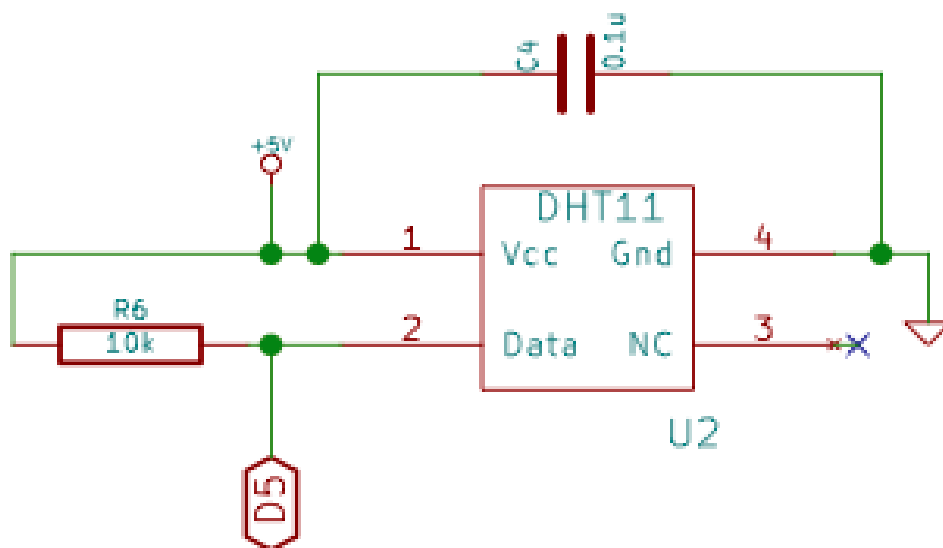 C4
0.1u
+5V
DHT11
1
Vcc
Gnd
4
R6
10k
2
Data
NC
3
U2
D5